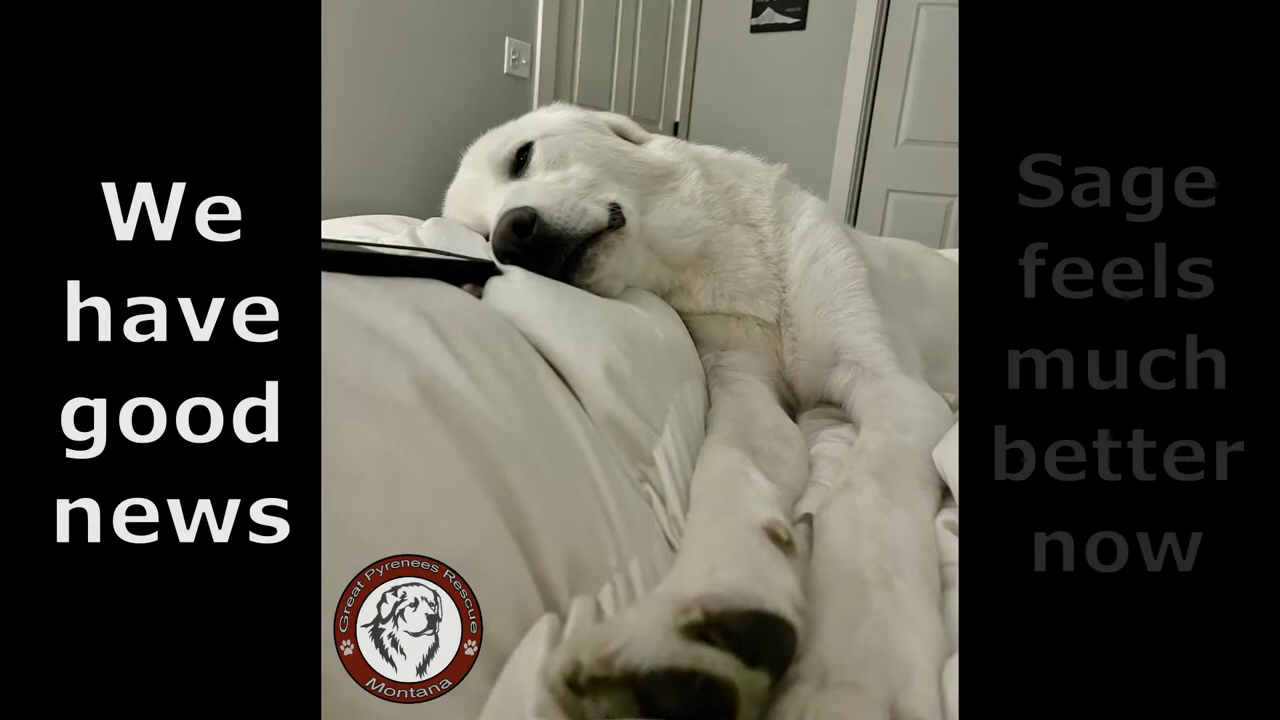 We
have
good
news
Sage
feels
much
better
now
Great Pyrenees Rescue
Montana